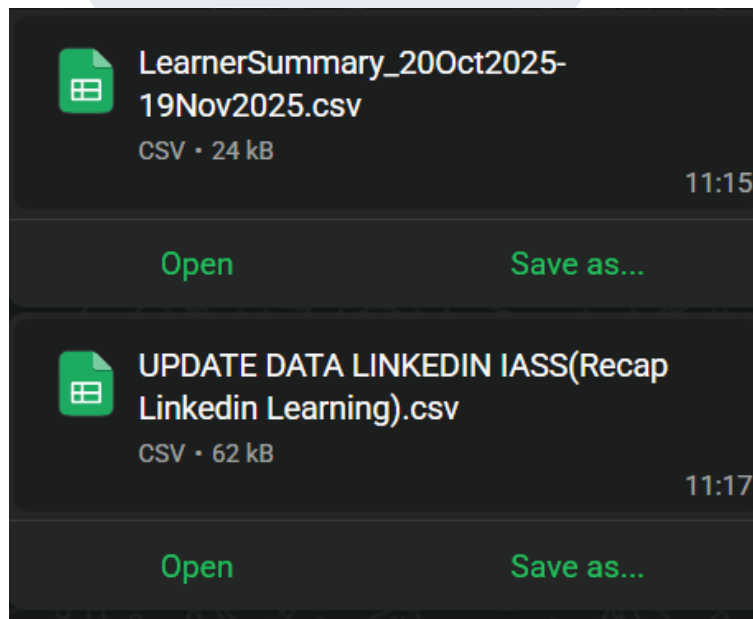 LearnerSummary_20Oct2025-
19Nov2025.csv
CSV • 24 kB
11:15
Open Save as...
UPDATE DATA LINKEDIN IASS(Recap
Linkedin Learning).csv
CSV • 62 kB
11:17
Open Save as...